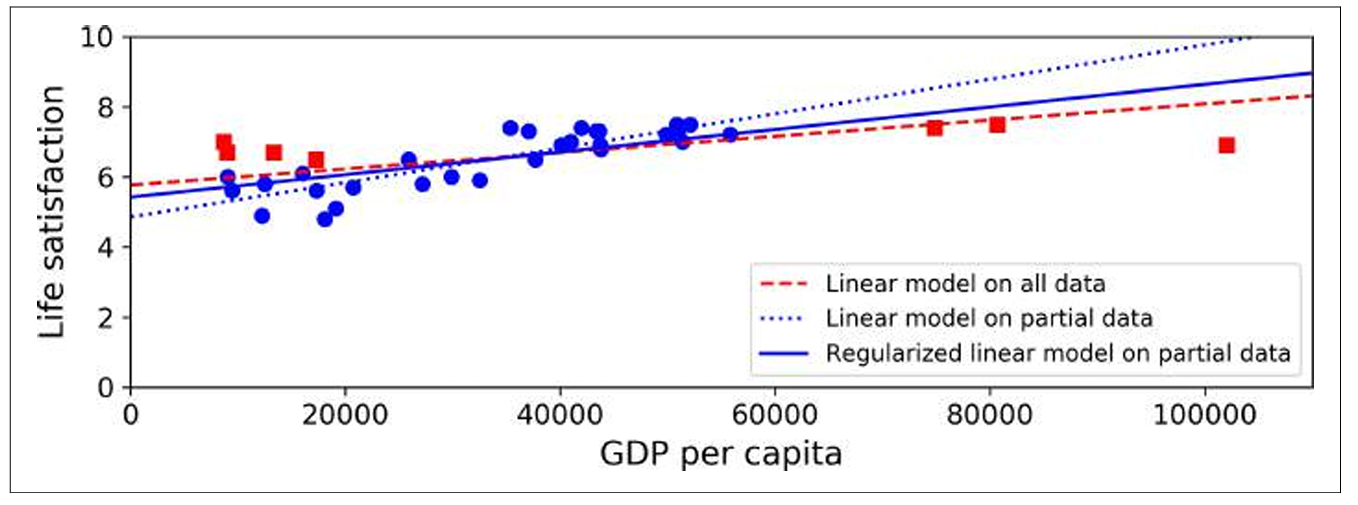 10
8
6
4
2
0
Life satisfaction
Linear model on all data
Linear model on partial data
Regularized linear model on partial data
0 20000 40000 60000 80000 100000
GDP per capita